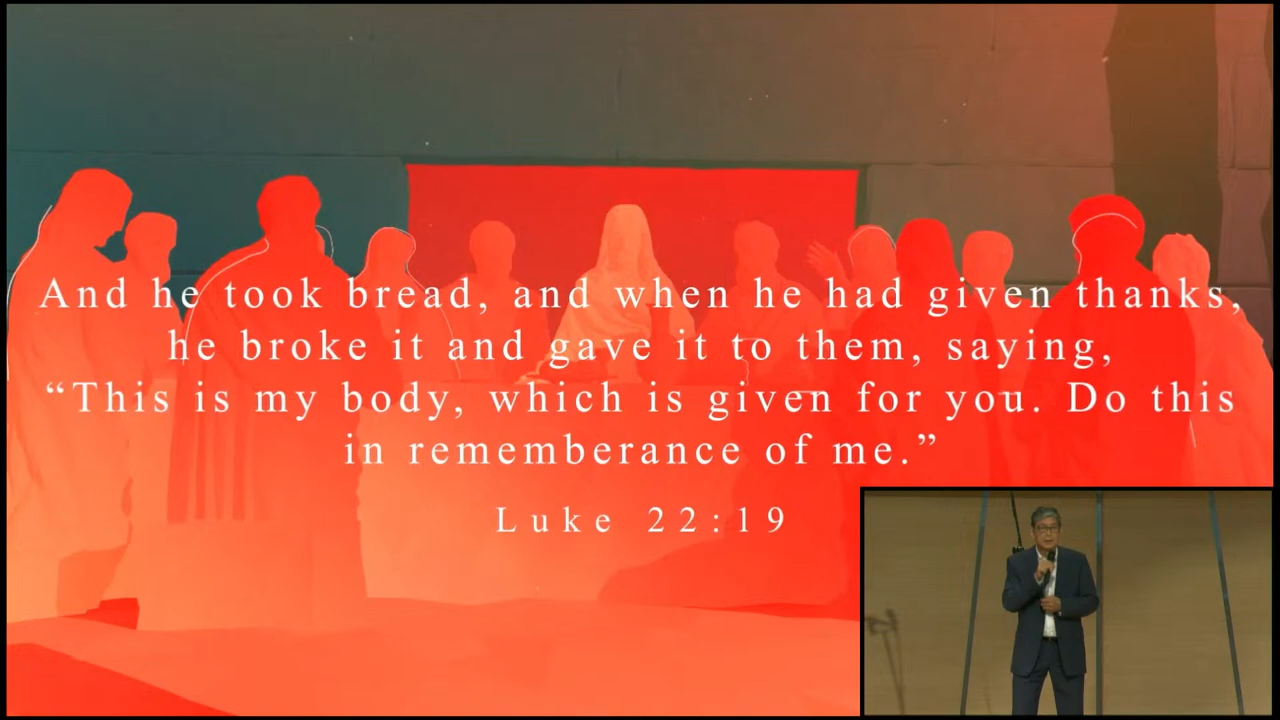 And he took bread, and when he had given thanks,
he broke it and gave it to them, saying,
“This is my body, which is given for you. Do this
in rememberance of me.”
Luke 22:19